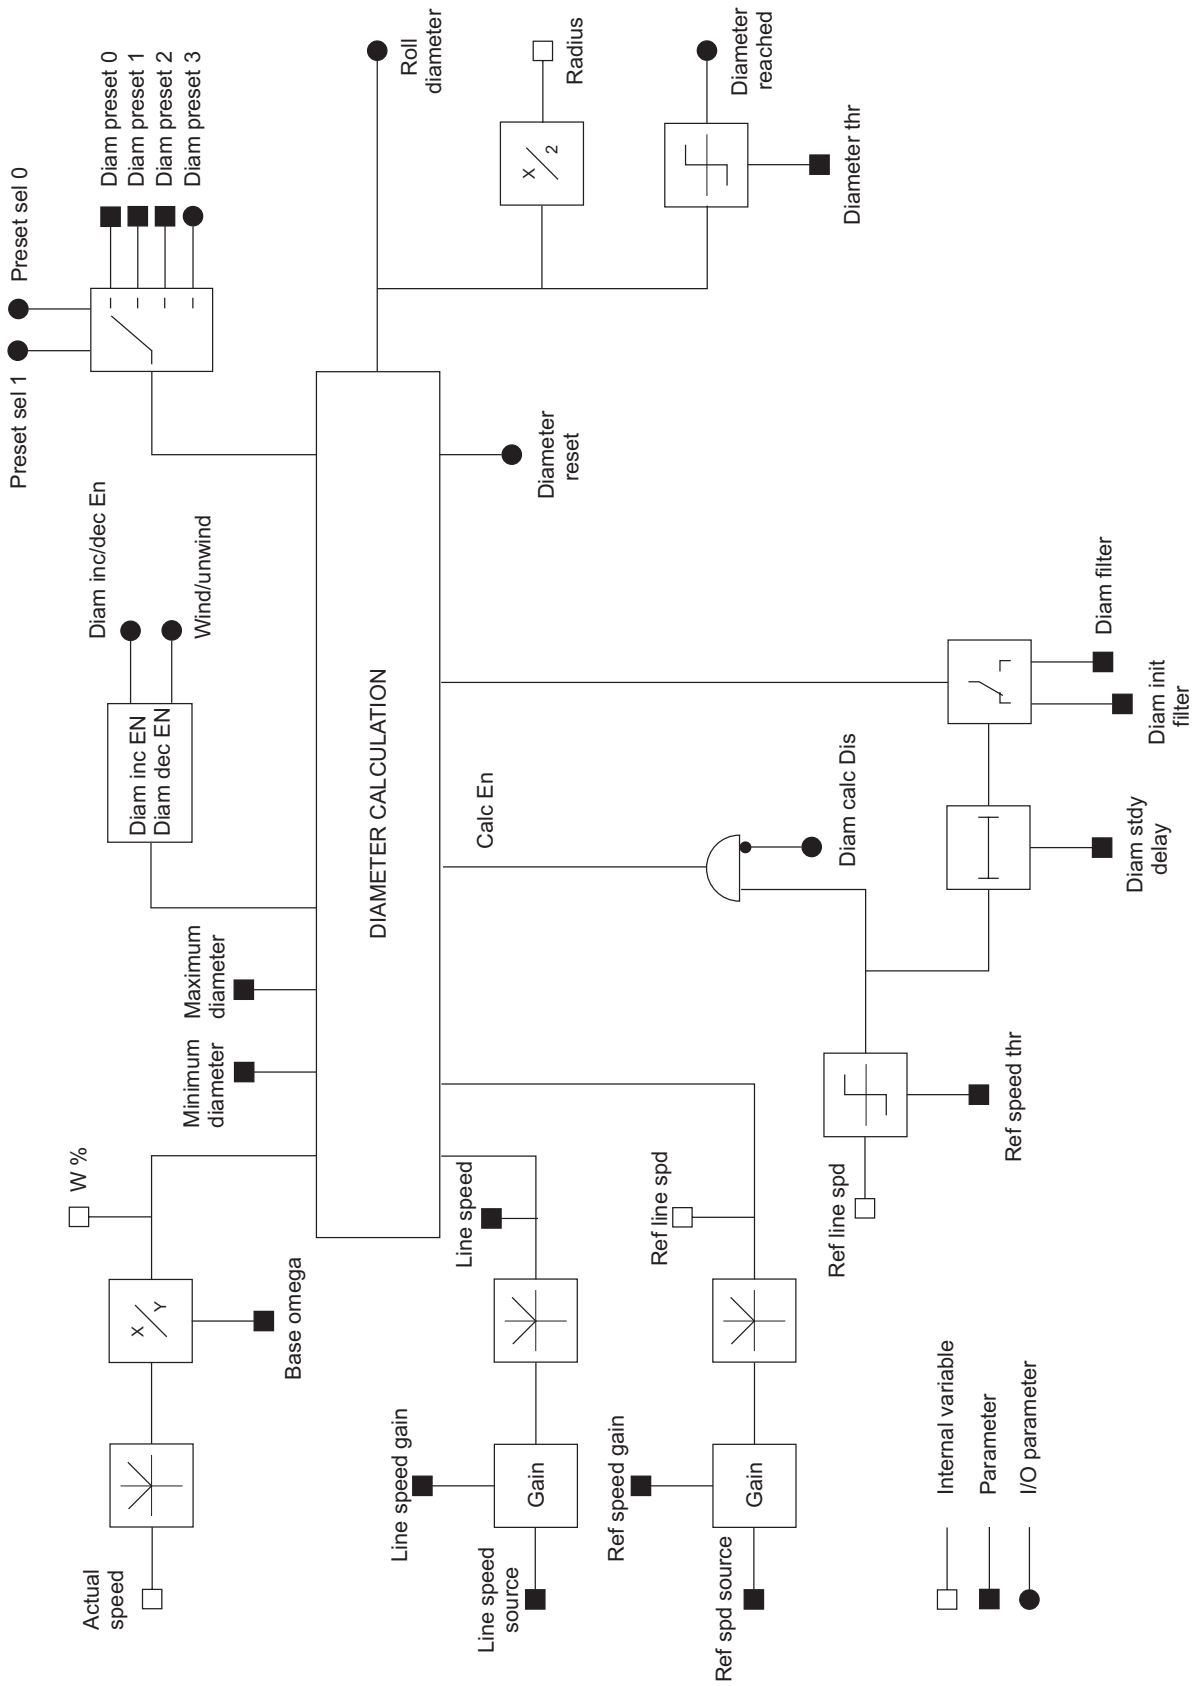 Actual
speed
X
Y
W %
Base omega
Minimum
diameter
Maximum
diameter
Diam inc EN
Diam dec EN
Diam inc/dec En
Wind/unwind
Preset sel 1
Preset sel 0
Diam preset 0
Diam preset 1
Diam preset 2
Diam preset 3
DIAMETER CALCULATION
Roll
diameter
X
2
Radius
Diameter
reached
Diameter thr
Diameter
reset
Line speed gain
Line speed
source
Gain
Line speed
Ref speed gain
Ref spd source
Gain
Ref line spd
Calc En
Diam calc Dis
Ref line spd
Ref speed thr
Diam stdy
delay
Diam init
filter
Diam filter
Internal variable
Parameter
I/O parameter